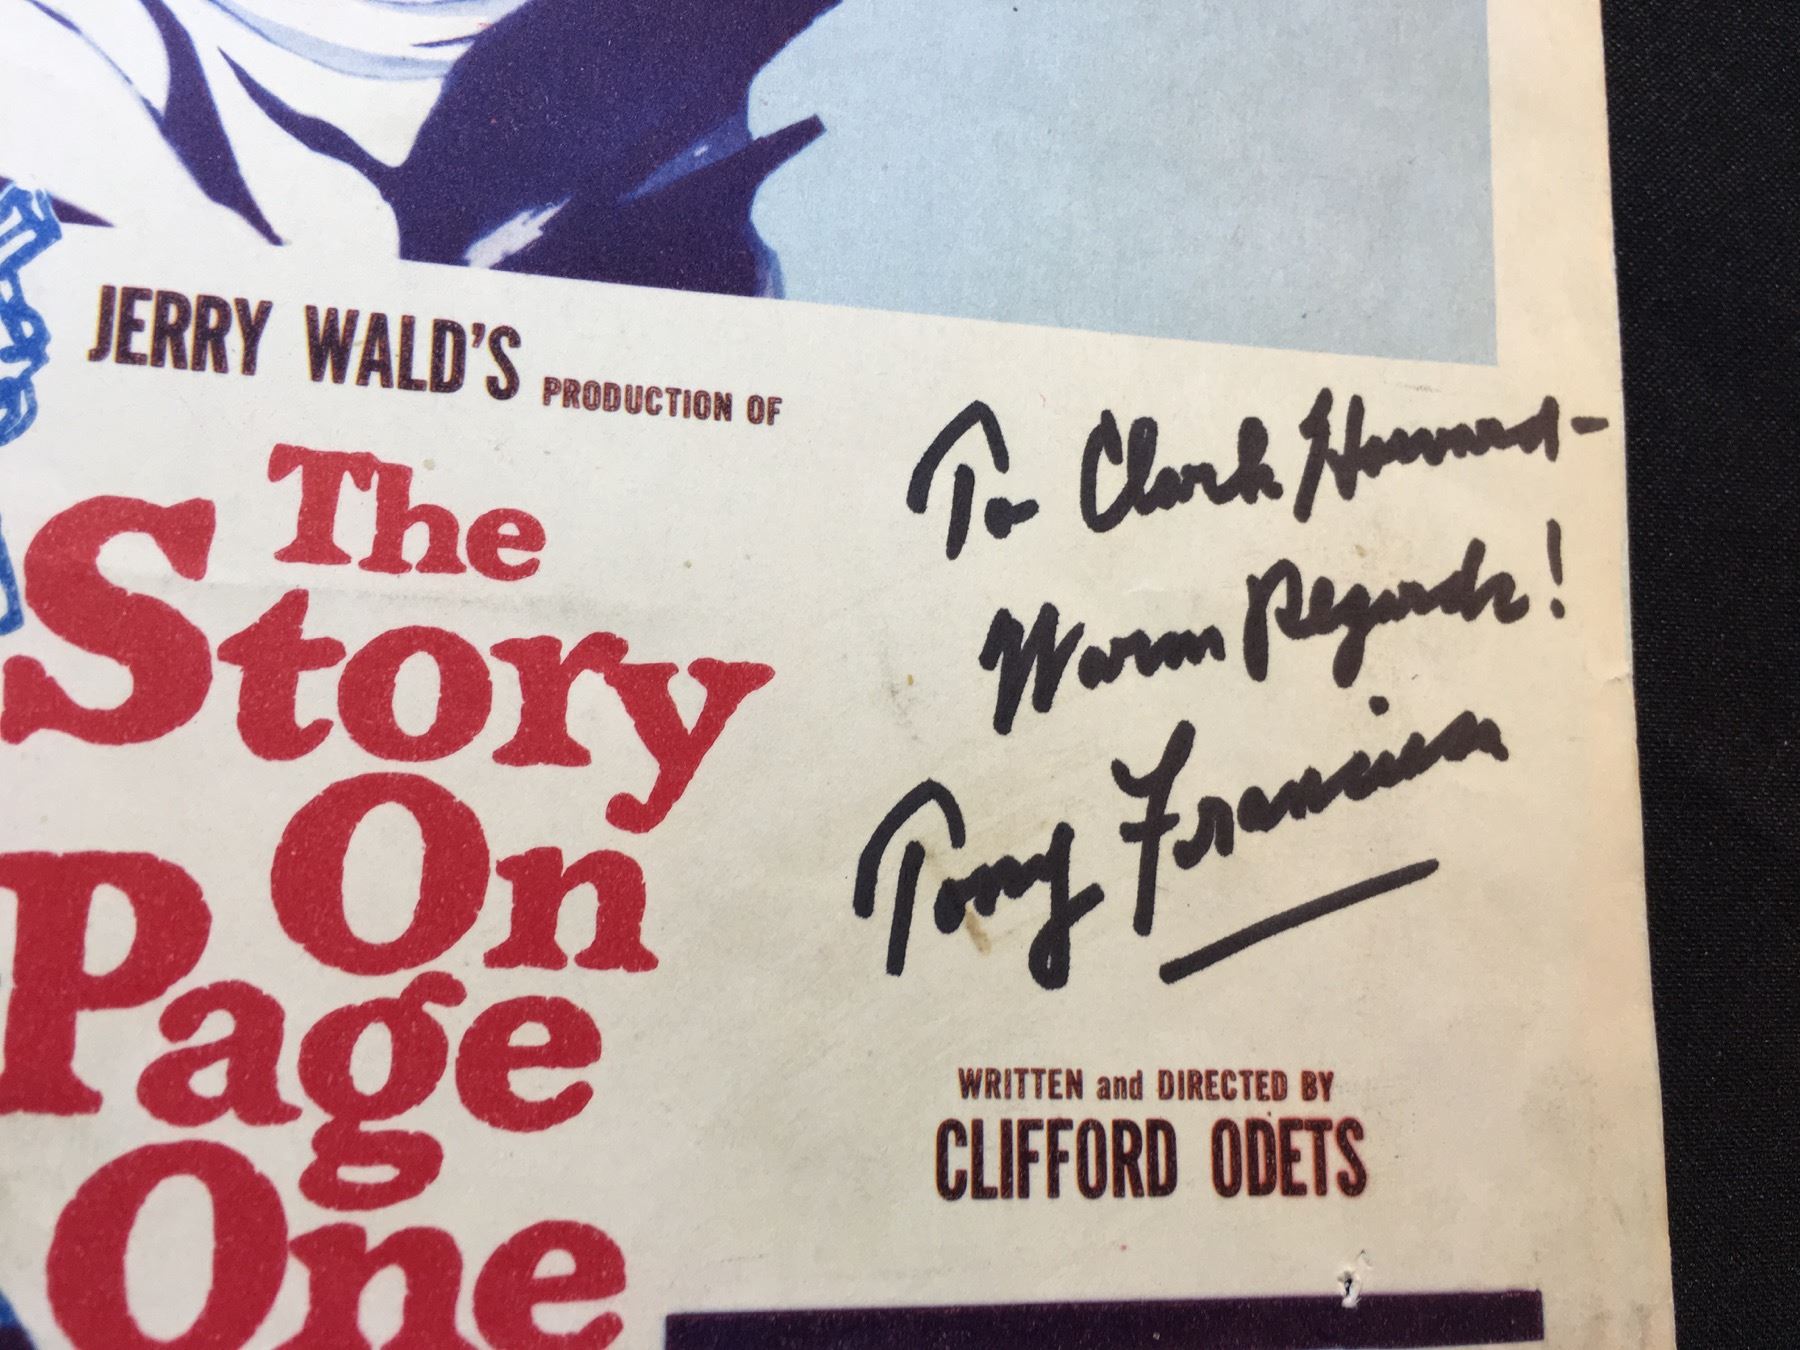 JERRY WALD'S PRODUCTION OF
The
Story
On
Page
One
To Clark Howard-
Warm Regards!
Tony Franciosa
WRITTEN and DIRECTED BY
CLIFFORD ODETS